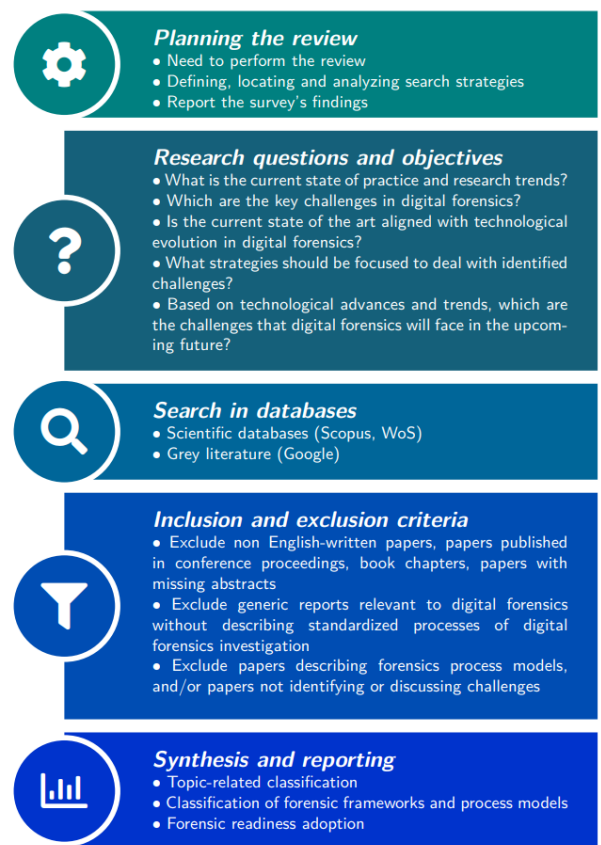 Planning the review
• Need to perform the review
• Defining, locating and analyzing search strategies
• Report the survey's findings
Research questions and objectives
• What is the current state of practice and research trends?
• Which are the key challenges in digital forensics?
• Is the current state of the art aligned with technological
evolution in digital forensics?
• What strategies should be focused to deal with identified
challenges?
• Based on technological advances and trends, which are
the challenges that digital forensics will face in the upcom-
ing future?
Search in databases
• Scientific databases (Scopus, WoS)
• Grey literature (Google)
Inclusion and exclusion criteria
• Exclude non English-written papers, papers published
in conference proceedings, book chapters, papers with
missing abstracts
• Exclude generic reports relevant to digital forensics
without describing standardized processes of digital
forensics investigation
• Exclude papers describing forensics process models,
and/or papers not identifying or discussing challenges
Synthesis and reporting
• Topic-related classification
• Classification of forensic frameworks and process models
• Forensic readiness adoption